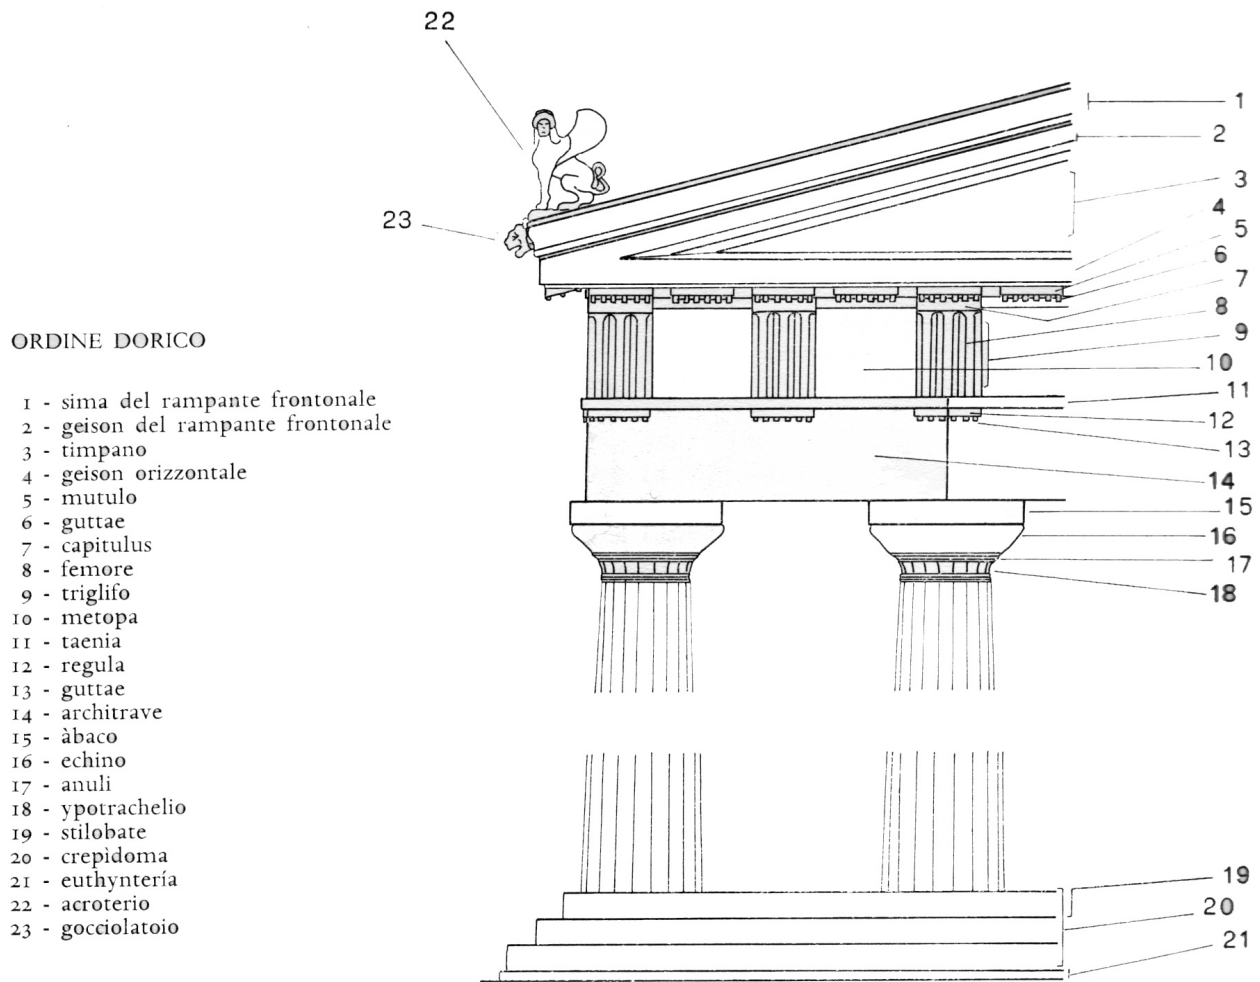 ORDINE DORICO
1 - sima del rampante frontonale
2 - geison del rampante frontonale
3 - timpano
4 - geison orizzontale
5 - mutulo
6 - guttae
7 - capitulus
8 - femore
9 - triglifo
10 - metopa
11 - taenia
12 - regula
13 - guttae
14 - architrave
15 - àbaco
16 - echino
17 - anuli
18 - ypotrachelio
19 - stilobate
20 - crepìdoma
21 - euthyntería
22 - acroterio
23 - gocciolatoio
22
23
1
2
3
4
5
6
7
8
9
10
11
12
13
14
15
16
17
18
19
20
21